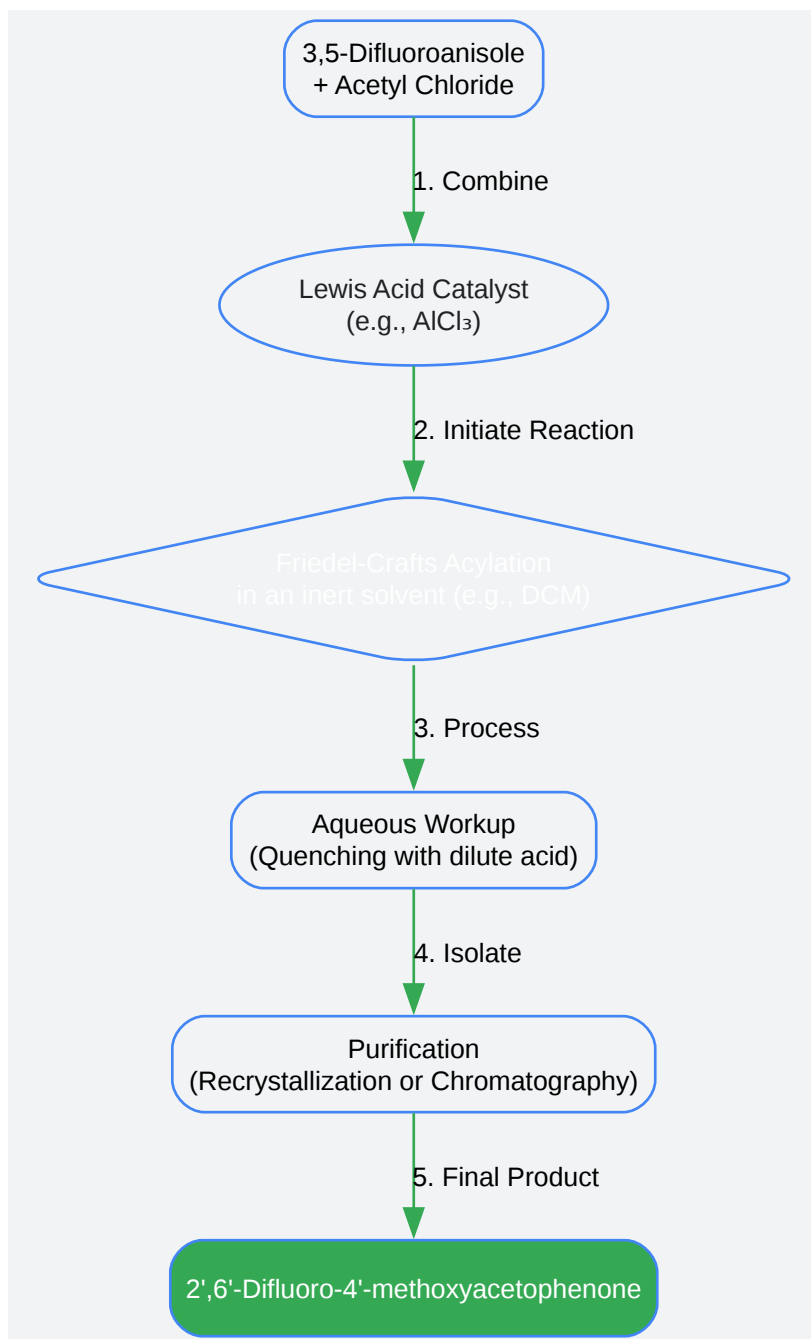 3,5-Difluoroanisole
+ Acetyl Chloride
1. Combine
Lewis Acid Catalyst
(e.g., AlCl₃)
2. Initiate Reaction
Friedel-Crafts Acylation
in an inert solvent (e.g., DCM)
3. Process
Aqueous Workup
(Quenching with dilute acid)
4. Isolate
Purification
(Recrystallization or Chromatography)
5. Final Product
2',6'-Difluoro-4'-methoxyacetophenone